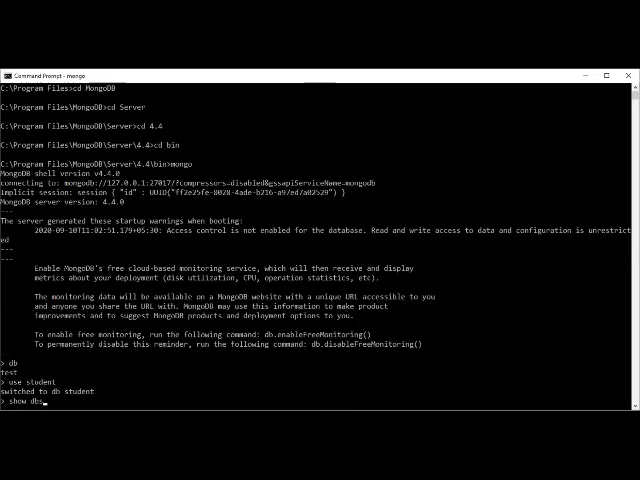 Command Prompt - mongo
C:\Program Files>cd MongoDB
C:\Program Files\MongoDB>cd Server
C:\Program Files\MongoDB\Server>cd 4.4
C:\Program Files\MongoDB\Server\4.4>cd bin
C:\Program Files\MongoDB\Server\4.4\bin>mongo
MongoDB shell version v4.4.0
connecting to: mongodb://127.0.0.1:27017/?compressors=disabled&gssapiServiceName=mongodb
Implicit session: session { "id" : UUID("ff2e25fe-8028-4ade-b216-a97ed7a02529") }
MongoDB server version: 4.4.0
---
The server generated these startup warnings when booting:
2020-09-10T11:02:51.179+05:30: Access control is not enabled for the database. Read and write access to data and configuration is unrestrict
ed
---
---
Enable MongoDB's free cloud-based monitoring service, which will then receive and display
metrics about your deployment (disk utilization, CPU, operation statistics, etc).
The monitoring data will be available on a MongoDB website with a unique URL accessible to you
and anyone you share the URL with. MongoDB may use this information to make product
improvements and to suggest MongoDB products and deployment options to you.
To enable free monitoring, run the following command: db.enableFreeMonitoring()
To permanently disable this reminder, run the following command: db.disableFreeMonitoring()
> db
test
> use student
switched to db student
> show dbs